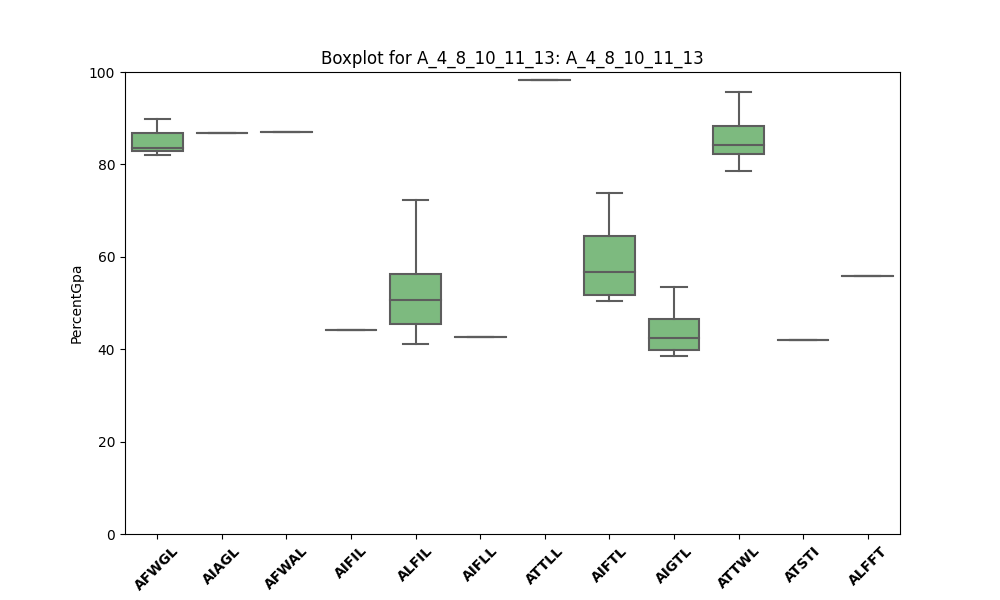 Boxplot for A_4_8_10_11_13: A_4_8_10_11_13
100
80
60
40
20
0
PercentGpa
AFWGL
AIAGL
AFWAL
AIFIL
ALFIL
AIFLL
ATTLL
AIFTL
AIGTL
ATTWL
ATSTI
ALFFT